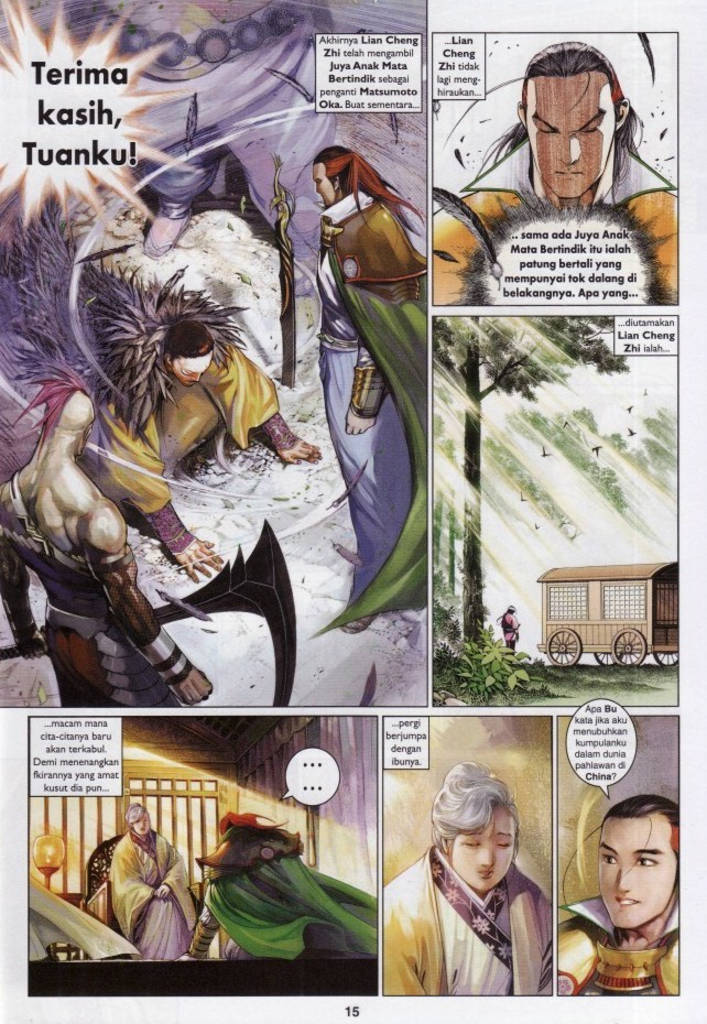 Terima
kasih,
Tuanku!
Akhirnya Lian Cheng
Zhi telah mengambil
Juya Anak Mata
Bertindik sebagai
penganti Matsumoto
Oka. Buat sementara...
...Lian
Cheng
Zhi tidak
lagi meng-
hiraukan...
.. sama ada Juya Anak
Mata Bertindik itu ialah
patung bertali yang
mempunyai tok dalang di
belakangnya. Apa yang...
...diutamakan
Lian Cheng
Zhi ialah...
...macam mana
cita-citanya baru
akan terkabul.
Demi menenangkan
fkirannya yang amat
kusut dia pun...
...
...
...pergi
berjumpa
dengan
ibunya.
Apa Bu
kata jika aku
menubuhkan
kumpulanku
dalam dunia
pahlawan di
China?
15